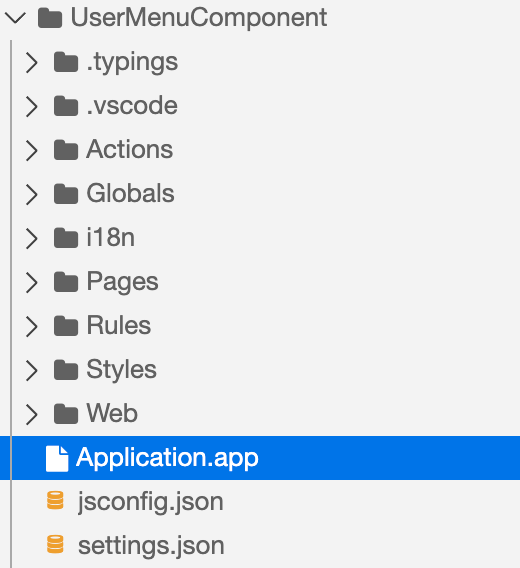 UserMenuComponent
.typings
.vscode
Actions
Globals
i18n
Pages
Rules
Styles
Web
Application.app
jsconfig.json
settings.json